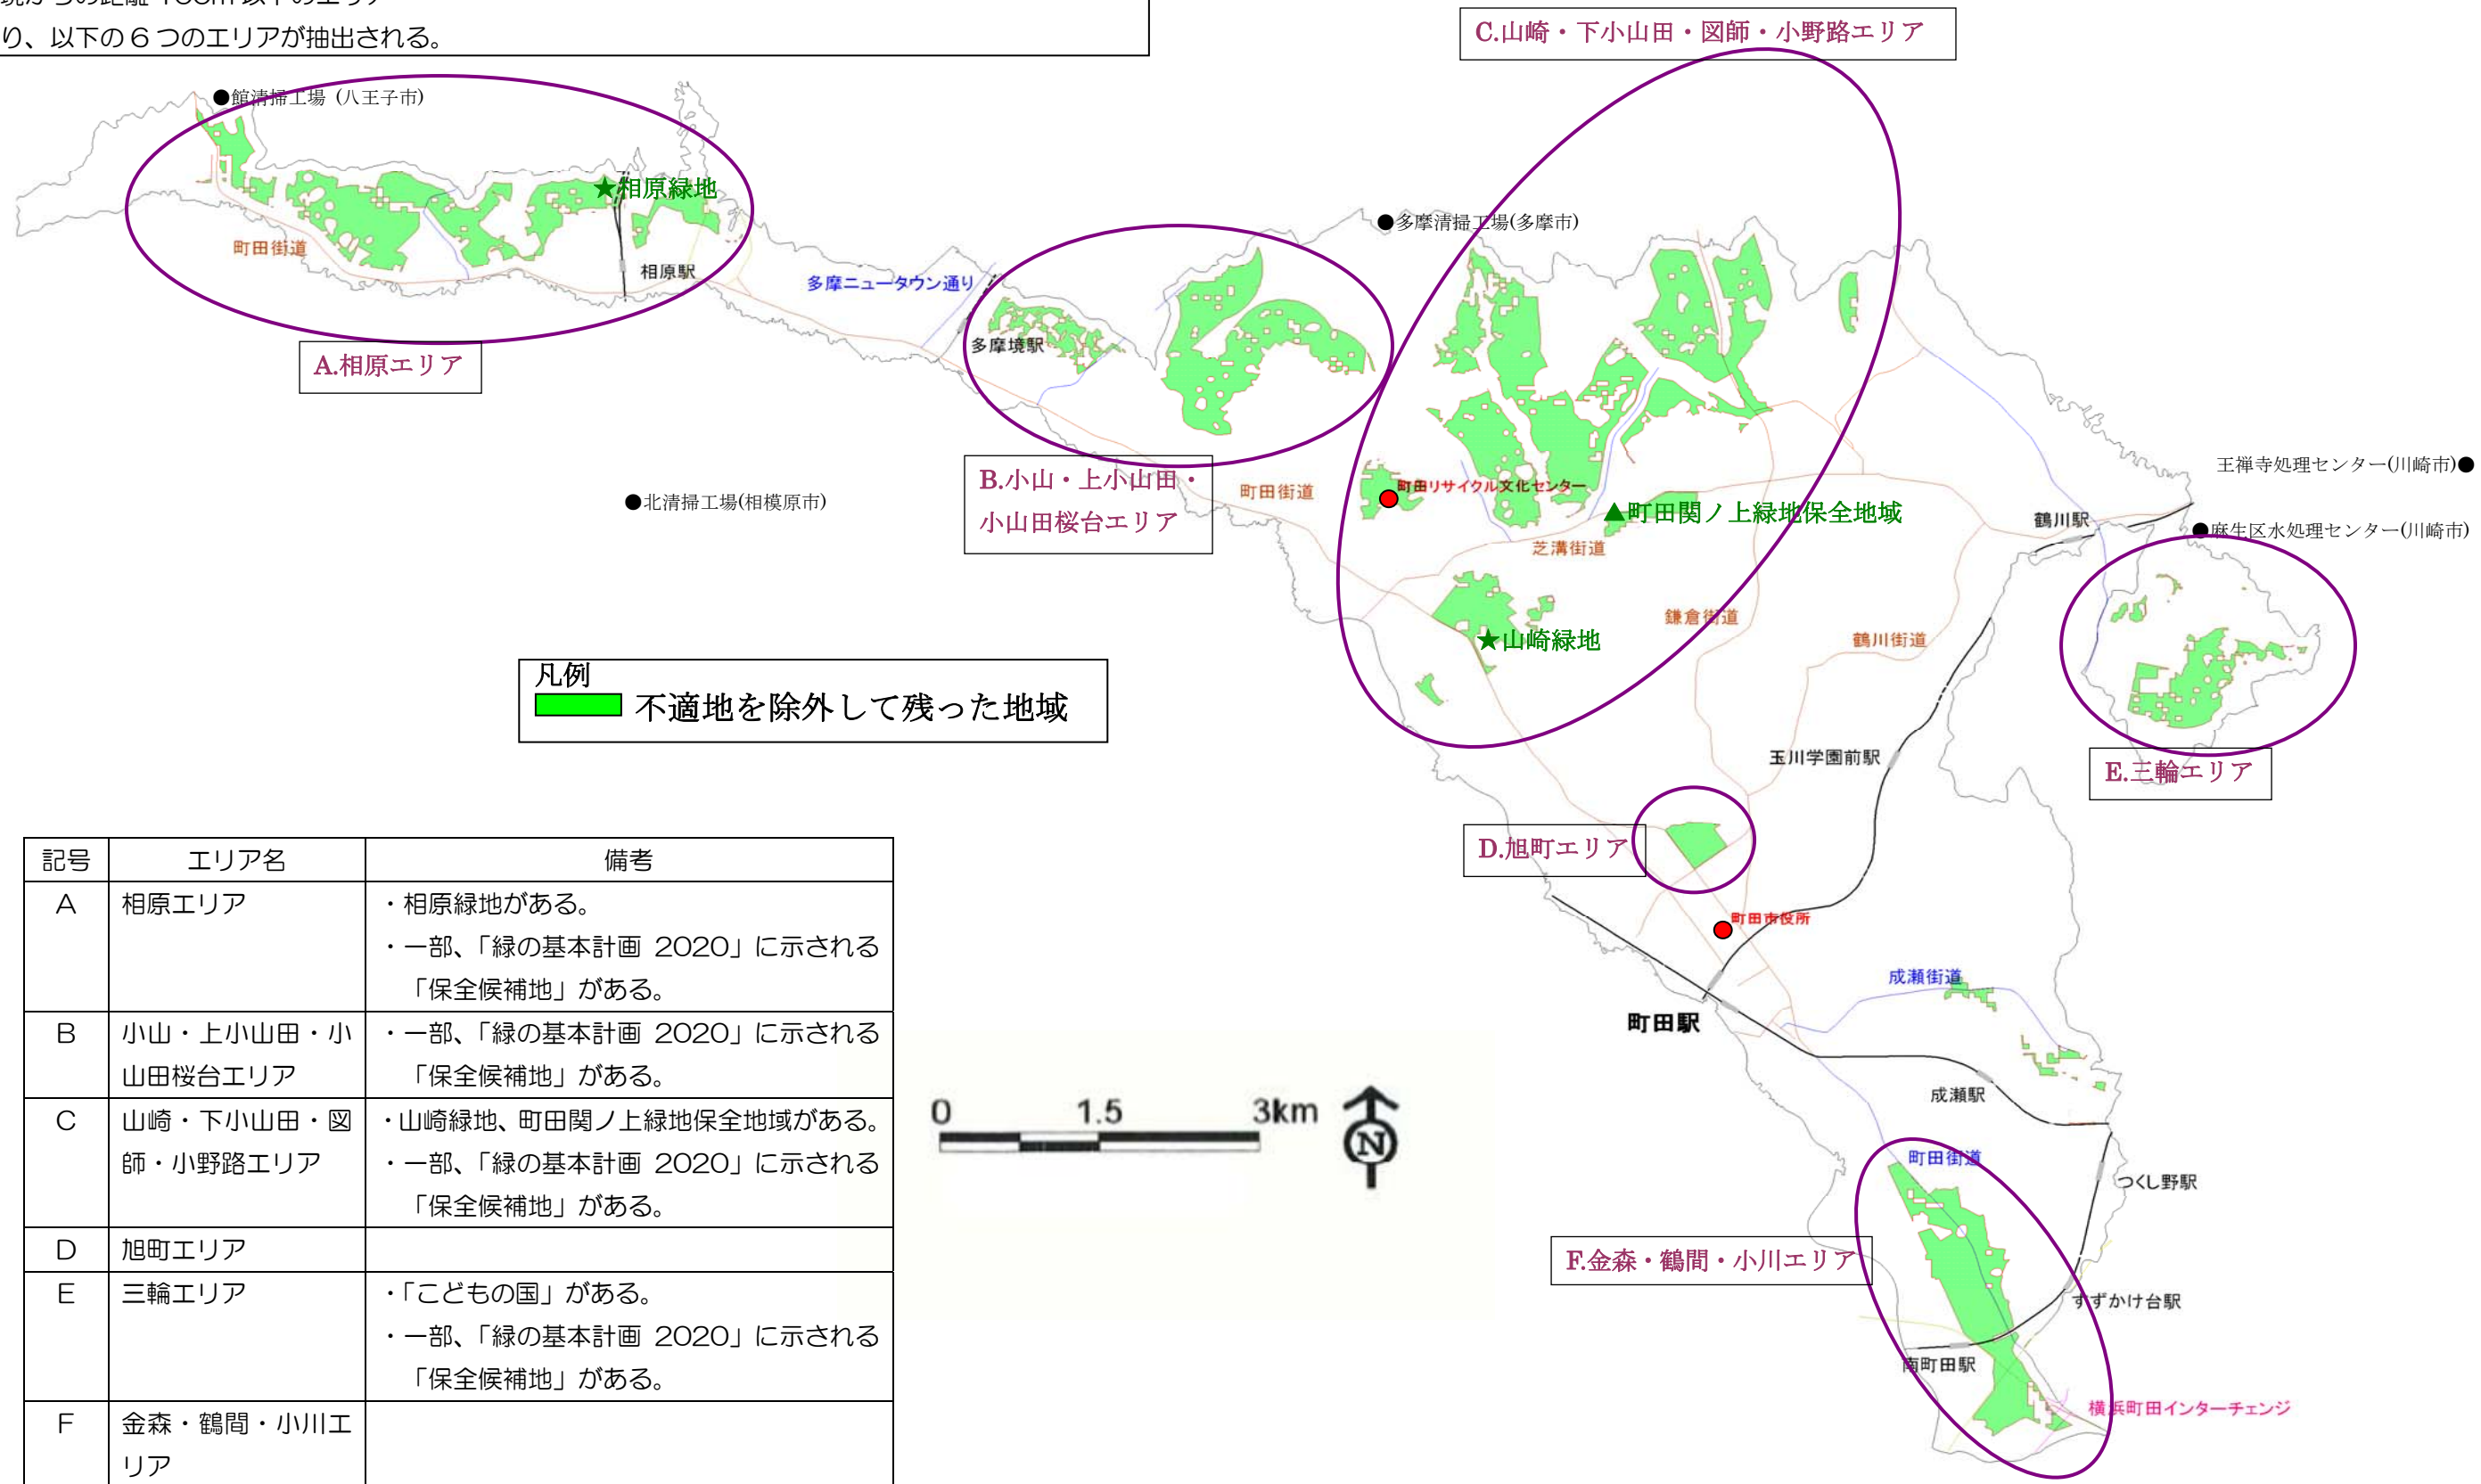 り、以下の6つのエリアが抽出される。
C.山崎・下小山田・図師・小野路エリア
●館清掃工場 (八王子市)
★相原緑地
町田街道
相原駅
A.相原エリア
多摩ニュータウン通り
多摩境駅
●多摩清掃工場(多摩市)
B.小山・上小山田・
小山田桜台エリア
●北清掃工場(相模原市)
町田街道
町田リサイクル文化センター
▲町田関ノ上緑地保全地域
芝溝街道
王禅寺処理センター(川崎市)●
鶴川駅
●麻生区水処理センター(川崎市)
鎌倉街道
鶴川街道
★山崎緑地
凡例
不適地を除外して残った地域
玉川学園前駅
E.三輪エリア
D.旭町エリア
町田市役所
成瀬街道
町田駅
成瀬駅
町田街道
つくし野駅
F.金森・鶴間・小川エリア
すずかけ台駅
南町田駅
横浜町田インターチェンジ
0 1.5 3km
N
記号 エリア名 備考
A 相原エリア ・相原緑地がある。
・一部、「緑の基本計画 2020」に示される
「保全候補地」がある。
B 小山・上小山田・小 ・一部、「緑の基本計画 2020」に示される
山田桜台エリア 「保全候補地」がある。
C 山崎・下小山田・図 ・山崎緑地、町田関ノ上緑地保全地域がある。
師・小野路エリア ・一部、「緑の基本計画 2020」に示される
「保全候補地」がある。
D 旭町エリア
E 三輪エリア ・「こどもの国」がある。
・一部、「緑の基本計画 2020」に示される
「保全候補地」がある。
F 金森・鶴間・小川エ
リア